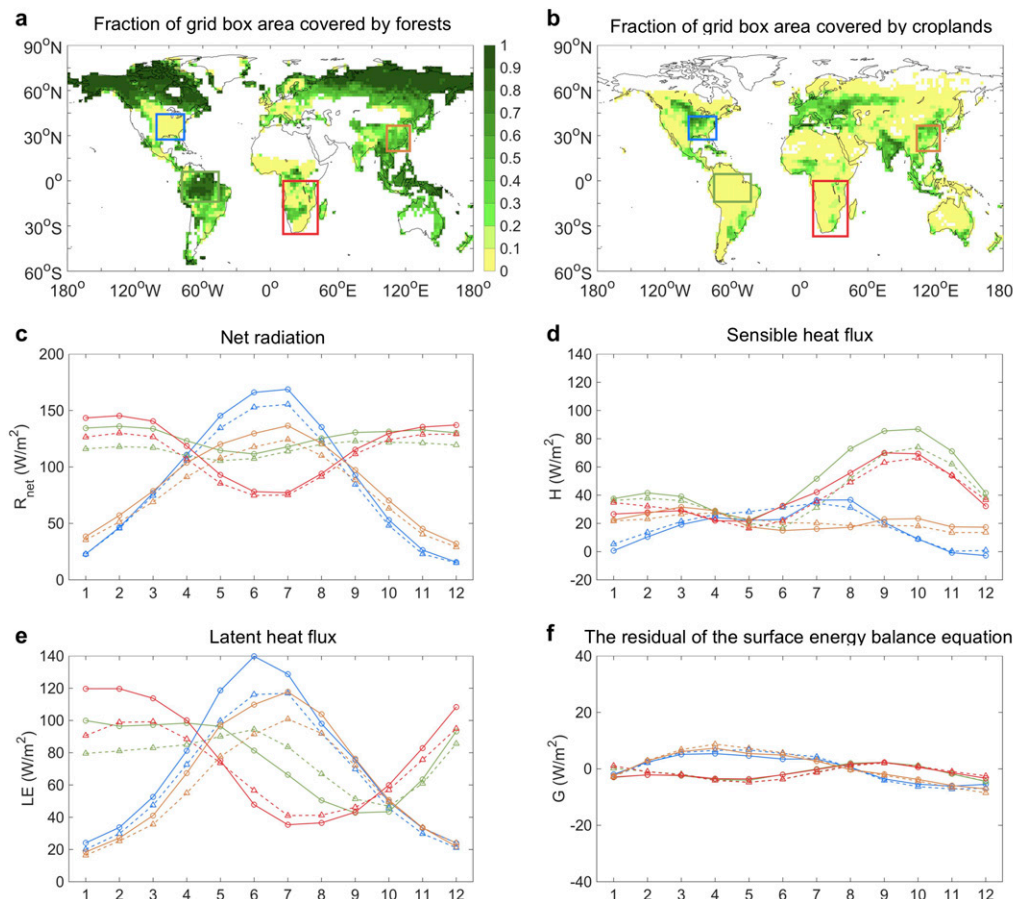 a Fraction of grid box area covered by forests
90°N
60°N
30°N
0°
30°S
60°S
180° 120°W 60°W 0° 60°E 120°E 180°
1
0.9
0.8
0.7
0.6
0.5
0.4
0.3
0.2
0.1
0
b Fraction of grid box area covered by croplands
90°N
60°N
30°N
0°
30°S
60°S
180° 120°W 60°W 0° 60°E 120°E 180
c Net radiation
R_net (W/m²)
200
150
100
50
0
1 2 3 4 5 6 7 8 9 10 11 12
d Sensible heat flux
H (W/m²)
140
120
100
80
60
40
20
0
-20
1 2 3 4 5 6 7 8 9 10 11 12
e Latent heat flux
LE (W/m²)
140
120
100
80
60
40
20
0
1 2 3 4 5 6 7 8 9 10 11 12
f The residual of the surface energy balance equation
G (W/m²)
40
20
0
-20
-40
1 2 3 4 5 6 7 8 9 10 11 12